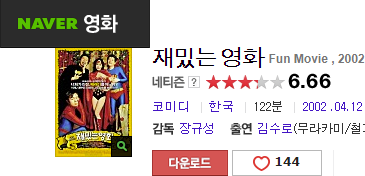 NAVER 영화
재밌는 영화 Fun Movie , 2002
네티즌 ? 6.66
코미디 한국 122분 2002 .04.12
감독 장규성 출연 김수로(무라카미/철
다운로드 144
재밌는영화